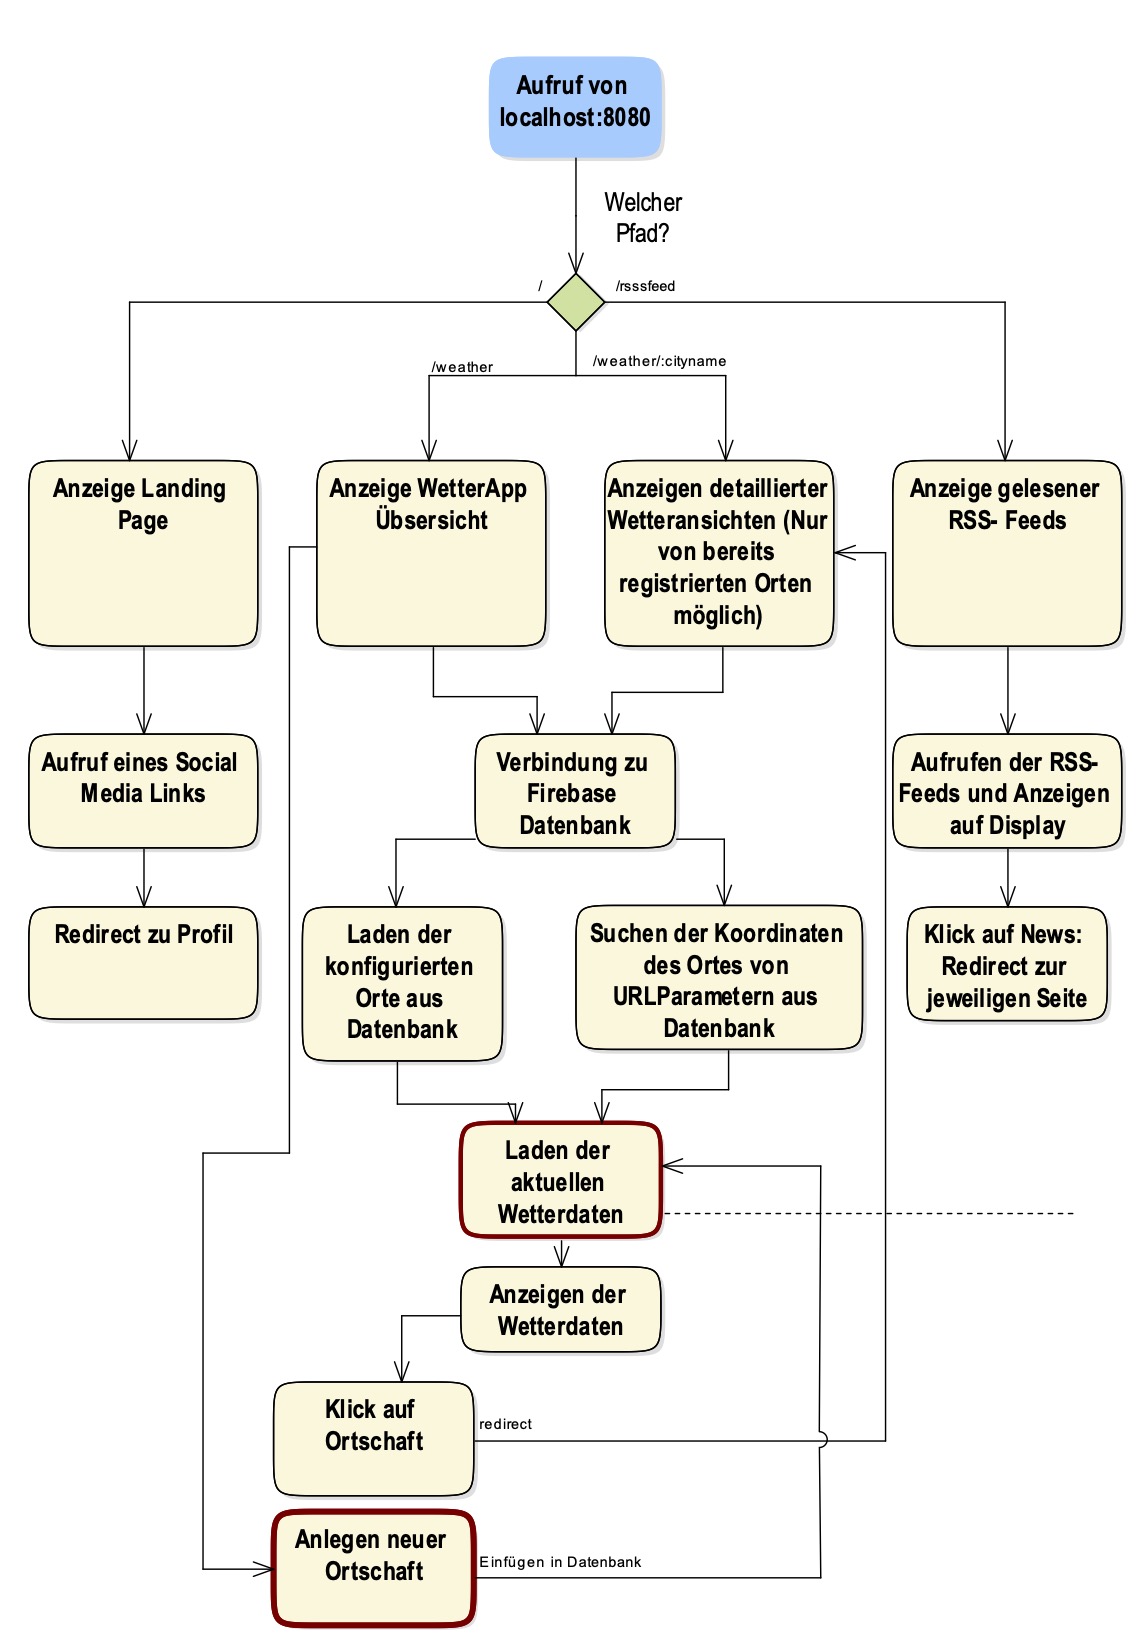 Aufruf von
localhost:8080
Welcher
Pfad?
/
/rsssfeed
/weather
/weather/:cityname
Anzeige Landing
Page
Anzeige WetterApp
Übsersicht
Anzeigen detaillierter
Wetteransichten (Nur
von bereits
registrierten Orten
möglich)
Anzeige gelesener
RSS- Feeds
Aufruf eines Social
Media Links
Verbindung zu
Firebase
Datenbank
Aufrufen der RSS-
Feeds und Anzeigen
auf Display
Redirect zu Profil
Laden der
konfigurierten
Orte aus
Datenbank
Suchen der Koordinaten
des Ortes von
URLParametern aus
Datenbank
Klick auf News:
Redirect zur
jeweiligen Seite
Laden der
aktuellen
Wetterdaten
Anzeigen der
Wetterdaten
Klick auf
Ortschaft
redirect
Anlegen neuer
Ortschaft
Einfügen in Datenbank